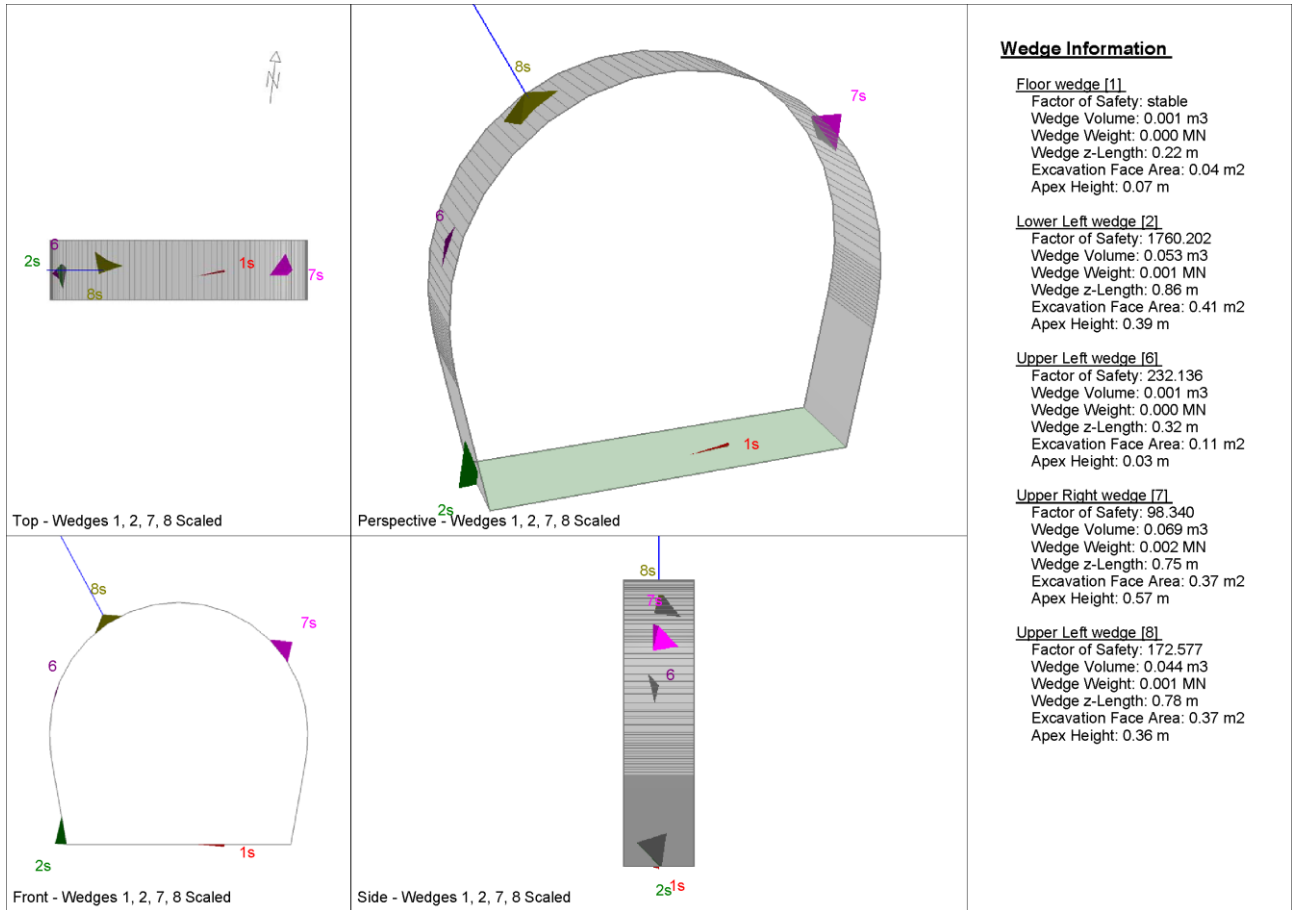 N
6
2s
1s
7s
8s
Top - Wedges 1, 2, 7, 8 Scaled
8s
7s
6
1s
2s
Perspective - Wedges 1, 2, 7, 8 Scaled
8s
7s
6
2s
1s
Front - Wedges 1, 2, 7, 8 Scaled
8s
7s
6
2s1s
Side - Wedges 1, 2, 7, 8 Scaled
Wedge Information
Floor wedge [1]
Factor of Safety: stable
Wedge Volume: 0.001 m3
Wedge Weight: 0.000 MN
Wedge z-Length: 0.22 m
Excavation Face Area: 0.04 m2
Apex Height: 0.07 m
Lower Left wedge [2]
Factor of Safety: 1760.202
Wedge Volume: 0.053 m3
Wedge Weight: 0.001 MN
Wedge z-Length: 0.86 m
Excavation Face Area: 0.41 m2
Apex Height: 0.39 m
Upper Left wedge [6]
Factor of Safety: 232.136
Wedge Volume: 0.001 m3
Wedge Weight: 0.000 MN
Wedge z-Length: 0.32 m
Excavation Face Area: 0.11 m2
Apex Height: 0.03 m
Upper Right wedge [7]
Factor of Safety: 98.340
Wedge Volume: 0.069 m3
Wedge Weight: 0.002 MN
Wedge z-Length: 0.75 m
Excavation Face Area: 0.37 m2
Apex Height: 0.57 m
Upper Left wedge [8]
Factor of Safety: 172.577
Wedge Volume: 0.044 m3
Wedge Weight: 0.001 MN
Wedge z-Length: 0.78 m
Excavation Face Area: 0.37 m2
Apex Height: 0.36 m